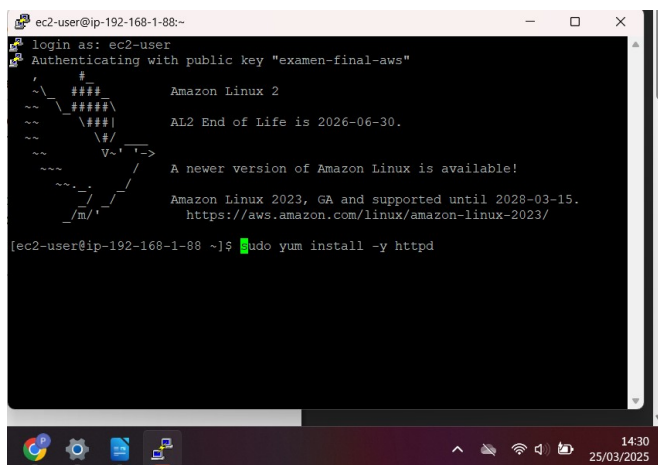 ec2-user@ip-192-168-1-88:~
login as: ec2-user
Authenticating with public key "examen-final-aws"
   ,     #_
   ~\_  ####_        Amazon Linux 2
  ~~  \_#####\
  ~~     \###|       AL2 End of Life is 2026-06-30.
  ~~       \#/ ___
   ~~       V~' '->
    ~~~         /    A newer version of Amazon Linux is available!
      ~~._.   _/
         _/ _/       Amazon Linux 2023, GA and supported until 2028-03-15.
       _/m/'           https://aws.amazon.com/linux/amazon-linux-2023/
[ec2-user@ip-192-168-1-88 ~]$ sudo yum install -y httpd
14:30
25/03/2025